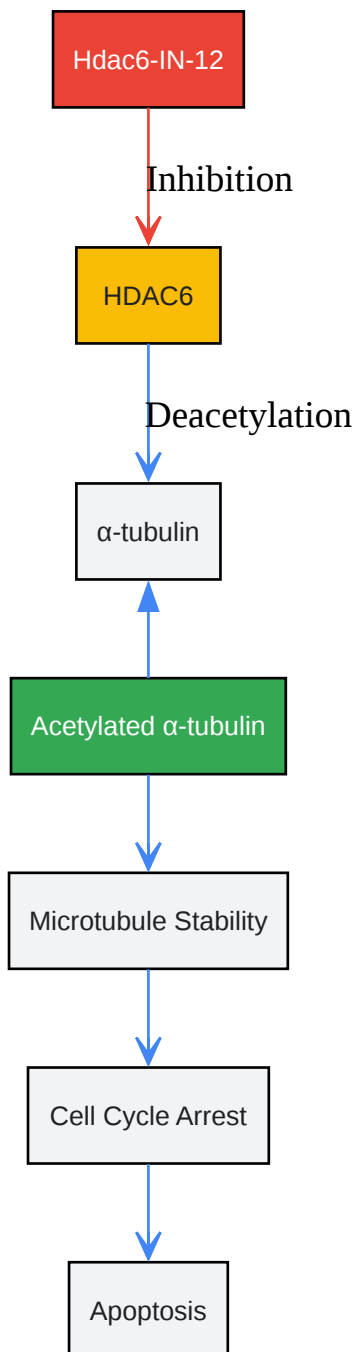 Hdac6-IN-12
Inhibition
HDAC6
Deacetylation
α-tubulin
Acetylated α-tubulin
Microtubule Stability
Cell Cycle Arrest
Apoptosis